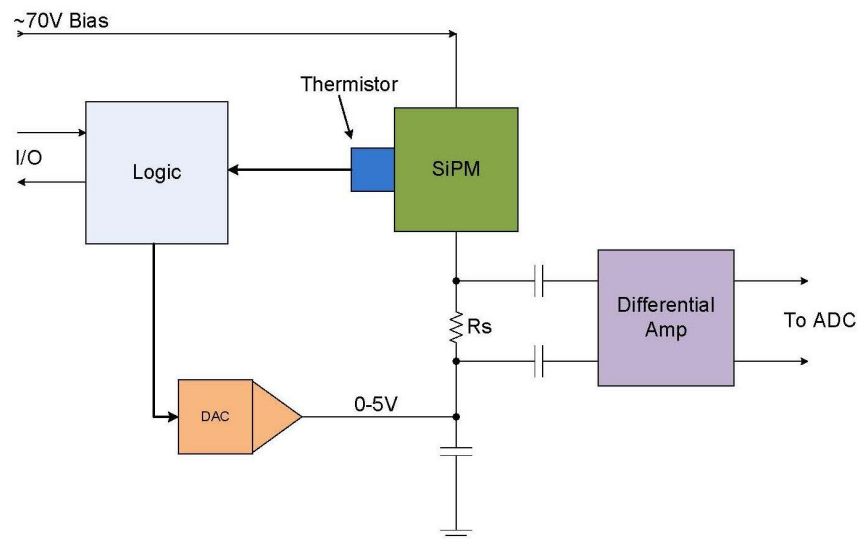 ~70V Bias
Thermistor
I/O
Logic
SiPM
Rs
Differential
Amp
To ADC
DAC
0-5V